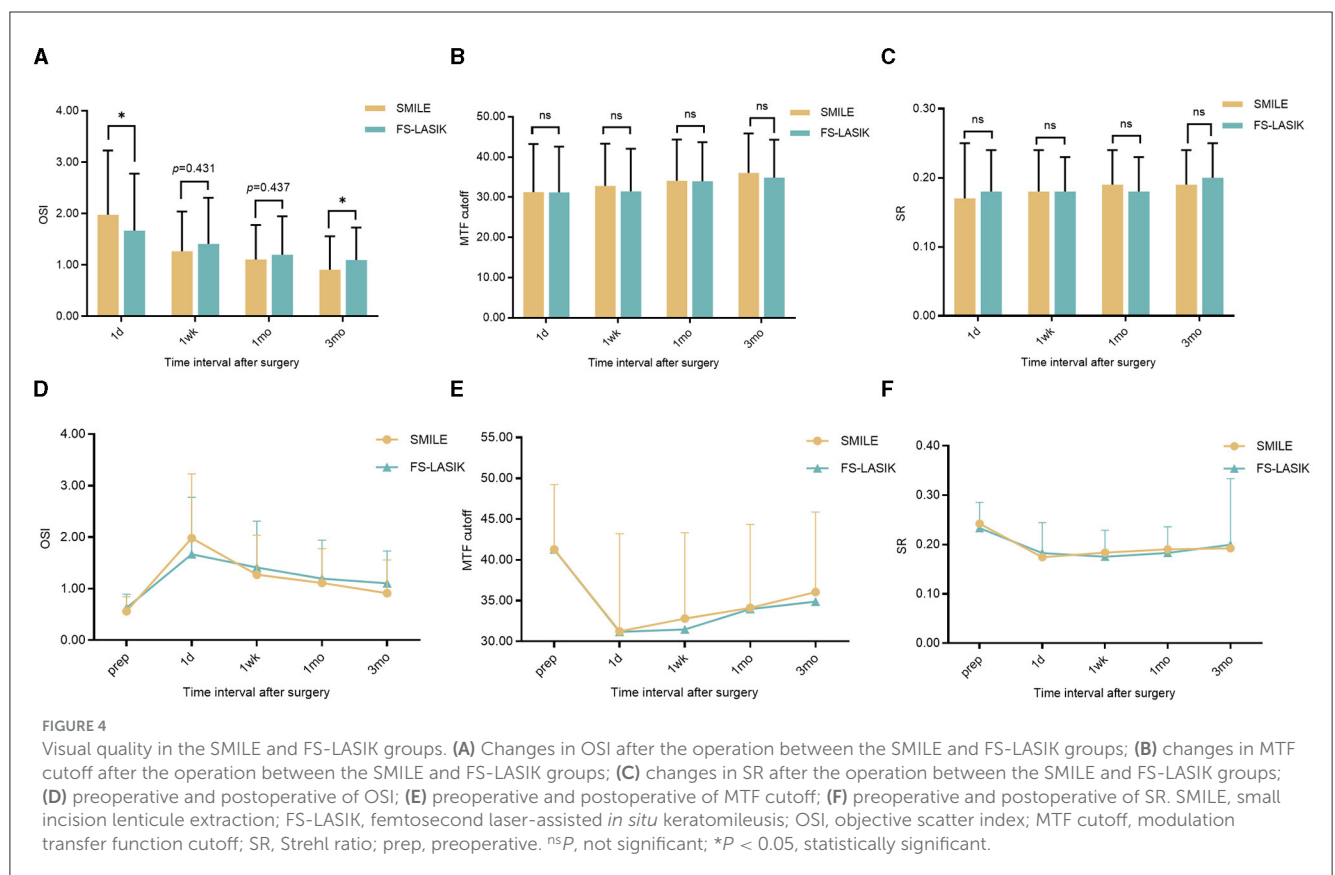 A
4.00
3.00
2.00
1.00
0.00
OSI
*
p=0.431
p=0.437
*
SMILE
FS-LASIK
1d
1wk
1mo
3mo
Time interval after surgery
B
50.00
40.00
30.00
20.00
10.00
0.00
MTF cutoff
ns
ns
ns
ns
SMILE
FS-LASIK
1d
1wk
1mo
3mo
Time interval after surgery
C
0.30
0.20
0.10
0.00
SR
ns
ns
ns
ns
SMILE
FS-LASIK
1d
1wk
1mo
3mo
Time interval after surgery
D
4.00
3.00
2.00
1.00
0.00
OSI
SMILE
FS-LASIK
prep
1d
1wk
1mo
3mo
Time interval after surgery
E
55.00
50.00
45.00
40.00
35.00
30.00
MTF cutoff
SMILE
FS-LASIK
prep
1d
1wk
1mo
3mo
Time interval after surgery
F
0.40
0.30
0.20
0.10
0.00
SR
SMILE
FS-LASIK
prep
1d
1wk
1mo
3mo
Time interval after surgery
FIGURE 4
Visual quality in the SMILE and FS-LASIK groups. (A) Changes in OSI after the operation between the SMILE and FS-LASIK groups; (B) changes in MTF
cutoff after the operation between the SMILE and FS-LASIK groups; (C) changes in SR after the operation between the SMILE and FS-LASIK groups;
(D) preoperative and postoperative of OSI; (E) preoperative and postoperative of MTF cutoff; (F) preoperative and postoperative of SR. SMILE, small
incision lenticule extraction; FS-LASIK, femtosecond laser-assisted in situ keratomileusis; OSI, objective scatter index; MTF cutoff, modulation
transfer function cutoff; SR, Strehl ratio; prep, preoperative. nsP, not significant; *P < 0.05, statistically significant.